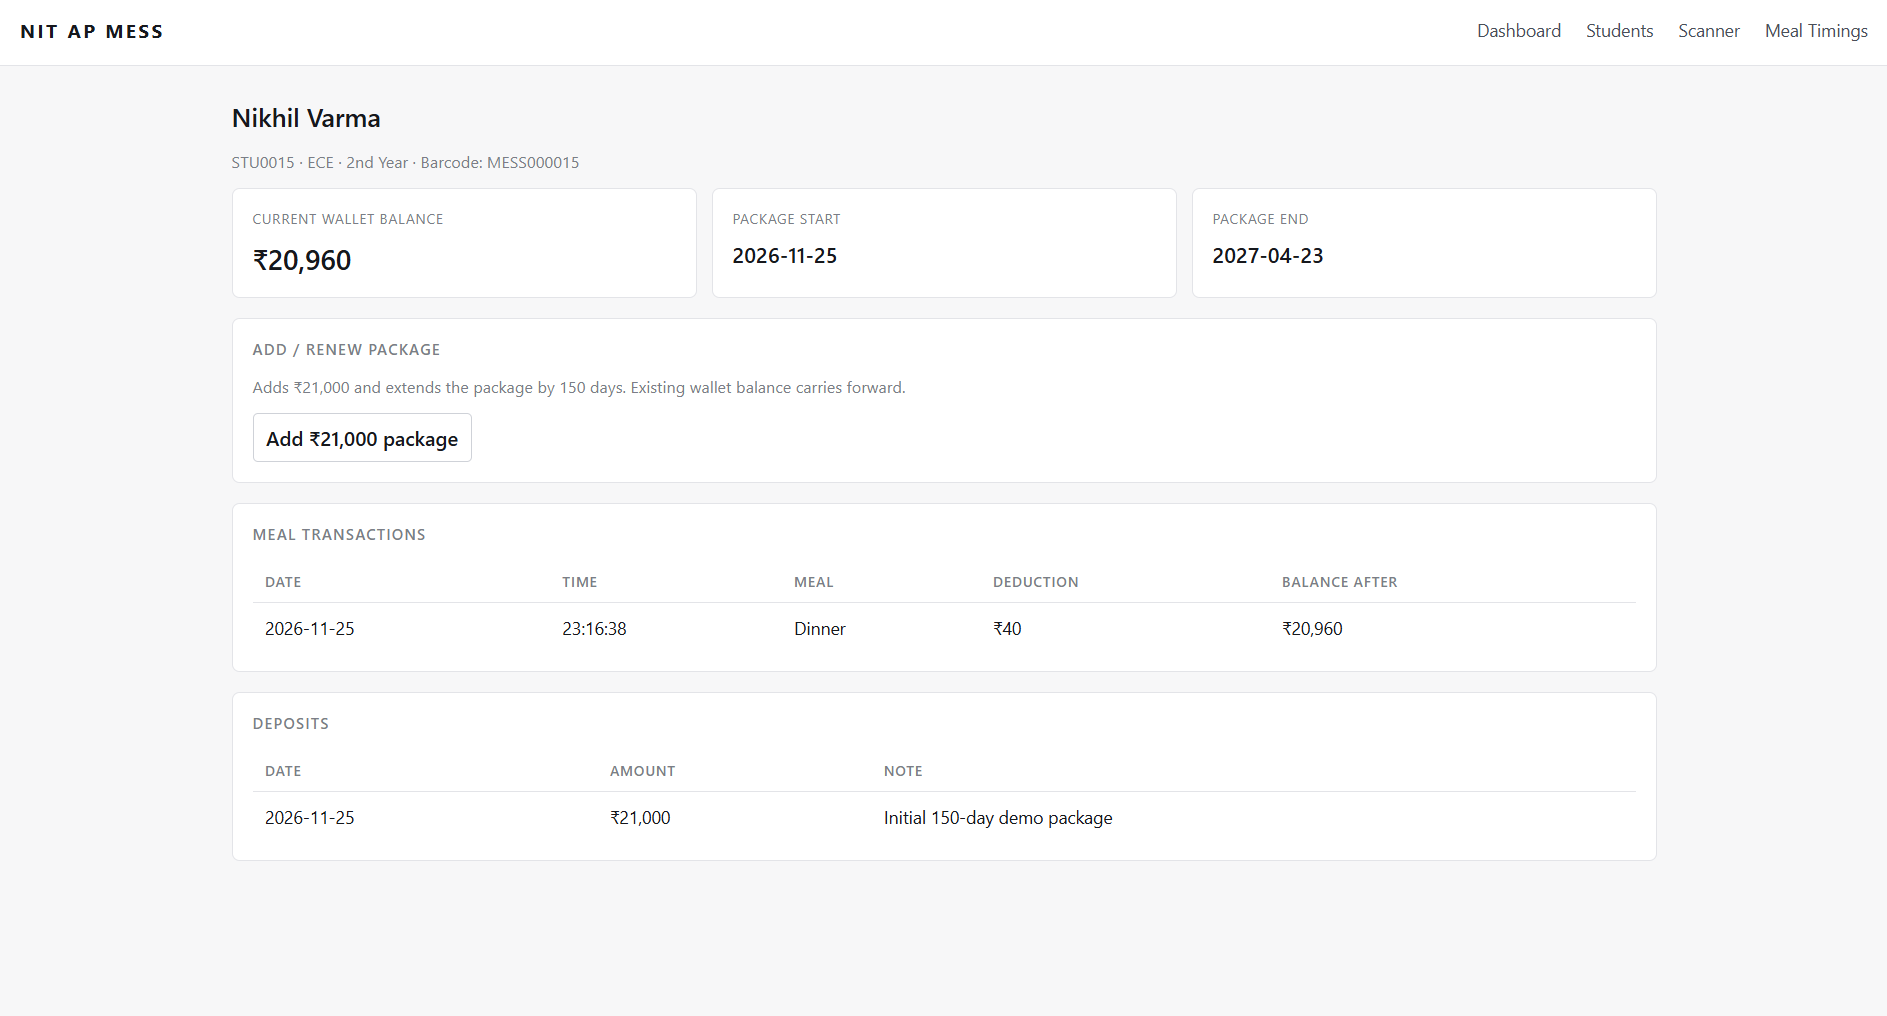 NIT AP MESS
Dashboard Students Scanner Meal Timings
Nikhil Varma
STU0015 · ECE · 2nd Year · Barcode: MESS000015
CURRENT WALLET BALANCE
₹20,960
PACKAGE START
2026-11-25
PACKAGE END
2027-04-23
ADD / RENEW PACKAGE
Adds ₹21,000 and extends the package by 150 days. Existing wallet balance carries forward.
Add ₹21,000 package
MEAL TRANSACTIONS
DATE TIME MEAL DEDUCTION BALANCE AFTER
2026-11-25 23:16:38 Dinner ₹40 ₹20,960
DEPOSITS
DATE AMOUNT NOTE
2026-11-25 ₹21,000 Initial 150-day demo package